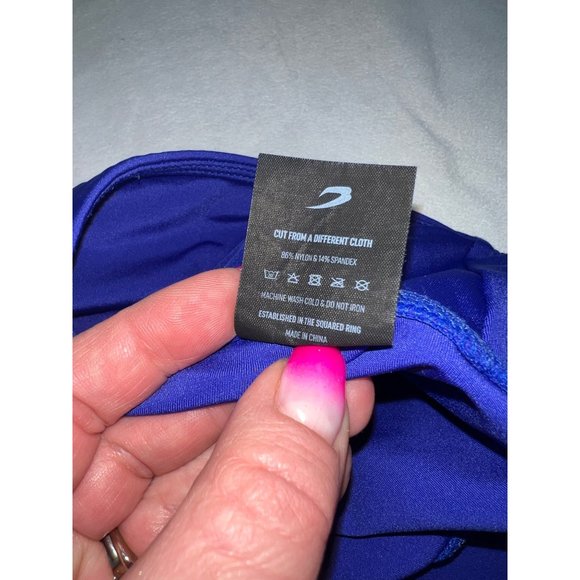 CUT FROM A DIFFERENT CLOTH
86% NYLON & 14% SPANDEX
MACHINE WASH COLD & DO NOT IRON
ESTABLISHED IN THE SQUARED RING
MADE IN CHINA